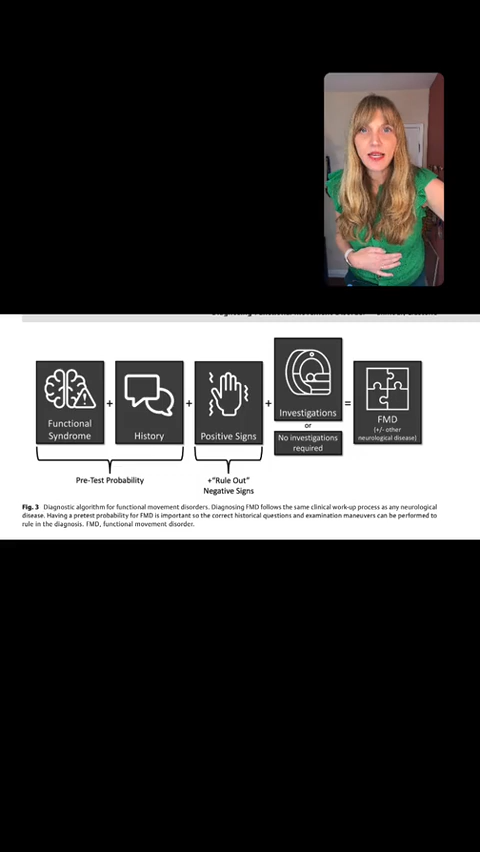 Functional
Syndrome
+
History
+
Positive Signs
+
Investigations
or
No investigations
required
=
FMD
(+/- other
neurological disease)
Pre-Test Probability
+"Rule Out"
Negative Signs
Fig. 3 Diagnostic algorithm for functional movement disorders. Diagnosing FMD follows the same clinical work-up process as any neurological
disease. Having a pretest probability for FMD is important so the correct historical questions and examination maneuvers can be performed to
rule in the diagnosis. FMD, functional movement disorder.